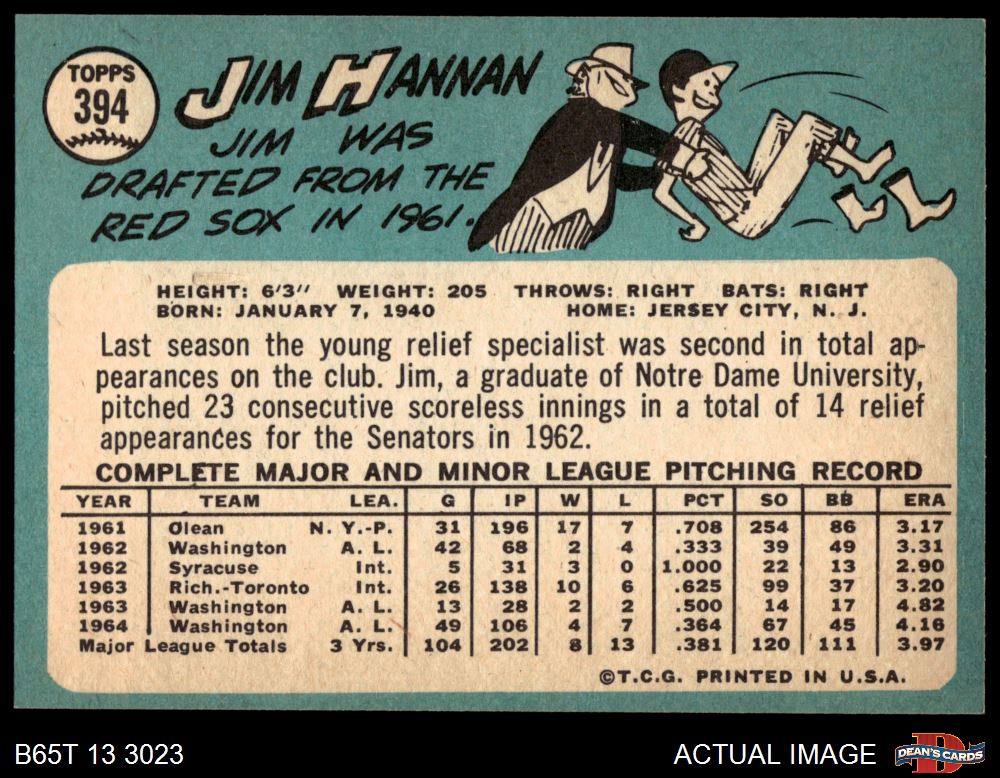 TOPPS
394
JIM HANNAN
JIM WAS
DRAFTED FROM THE
RED SOX IN 1961.
HEIGHT: 6'3" WEIGHT: 205 THROWS: RIGHT BATS: RIGHT
BORN: JANUARY 7, 1940 HOME: JERSEY CITY, N. J.
Last season the young relief specialist was second in total ap-
pearances on the club. Jim, a graduate of Notre Dame University,
pitched 23 consecutive scoreless innings in a total of 14 relief
appearances for the Senators in 1962.
COMPLETE MAJOR AND MINOR LEAGUE PITCHING RECORD
YEAR TEAM LEA. G IP W L PCT SO BB ERA
1961 Olean N. Y.-P. 31 196 17 7 .708 254 86 3.17
1962 Washington A. L. 42 68 2 4 .333 39 49 3.31
1962 Syracuse Int. 5 31 3 0 1.000 22 13 2.90
1963 Rich.-Toronto Int. 26 138 10 6 .625 99 37 3.20
1963 Washington A. L. 13 28 2 2 .500 14 17 4.82
1964 Washington A. L. 49 106 4 7 .364 67 45 4.16
Major League Totals 3 Yrs. 104 202 8 13 .381 120 111 3.97
©T.C.G. PRINTED IN U.S.A.
B65T 13 3023 ACTUAL IMAGE DEAN'S CARDS